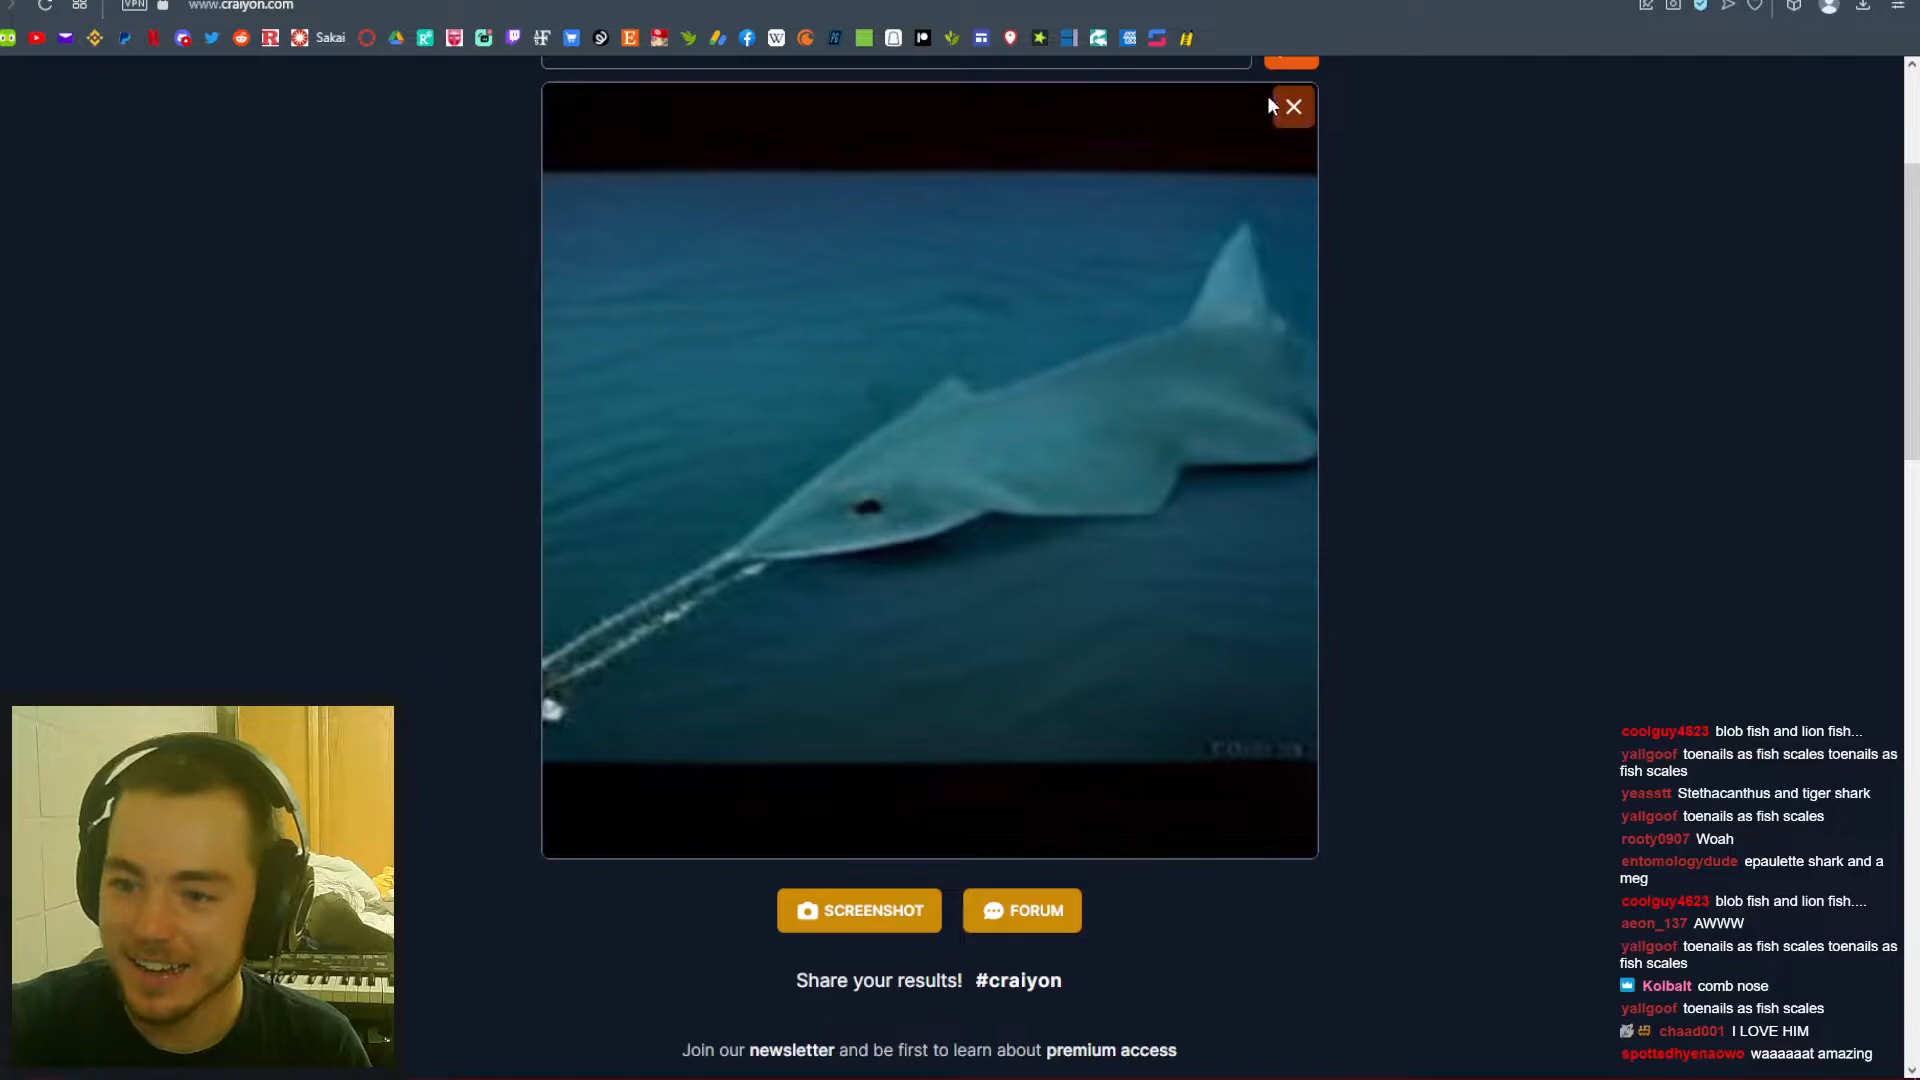 VPN
www.craiyon.com
Sakai
SCREENSHOT
FORUM
Share your results! #craiyon
Join our newsletter and be first to learn about premium access
coolguy4623 blob fish and lion fish...
yallgoof toenails as fish scales toenails as
fish scales
yeasstt Stethacanthus and tiger shark
yallgoof toenails as fish scales
rooty0907 Woah
entomologydude epaulette shark and a
meg
coolguy4623 blob fish and lion fish....
aeon_137 AWWW
yallgoof toenails as fish scales toenails as
fish scales
Kolbalt comb nose
yallgoof toenails as fish scales
chaad001 I LOVE HIM
spottsdhyenaowo waaaaaat amazing